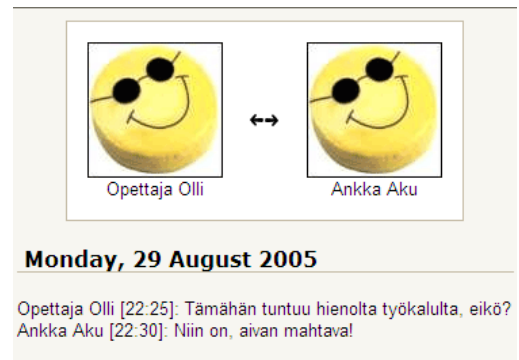 Opettaja Olli
Ankka Aku
Monday, 29 August 2005
Opettaja Olli [22:25]: Tämähän tuntuu hienolta työkalulta, eikö?
Ankka Aku [22:30]: Niin on, aivan mahtava!